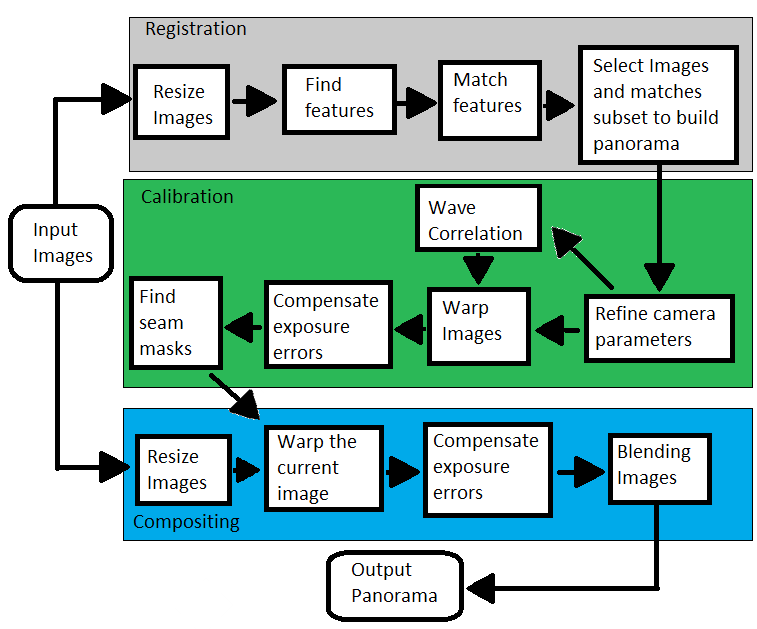 Registration
Resize
Images
Find
features
Match
features
Select Images
and matches
subset to build
panorama
Input
Images
Calibration
Wave
Correlation
Find
seam
masks
Compensate
exposure
errors
Warp
Images
Refine camera
parameters
Resize
Images
Warp the
current
image
Compensate
exposure
errors
Blending
Images
Compositing
Output
Panorama